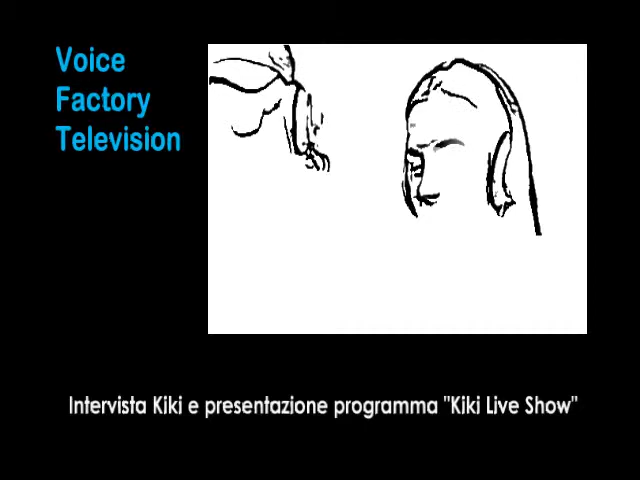 Voice
Factory
Television
Intervista Kiki e presentazione programma "Kiki Live Show"